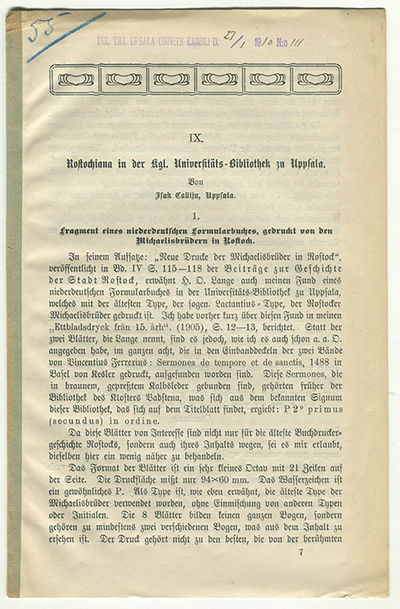 55
INK. TILL UPSALA UNIV:TS KANSLI D. 27/1 1910 N:o 111
IX.
Rostochiana in der Kgl. Universitäts-Bibliothek zu Uppsala.
Von
Isak Collijn, Uppsala.
1.
Fragment eines niederdeutschen Formularbuches, gedruckt von den
Michaelisbrüdern in Rostock.
In seinem Aufsatze: „Neue Drucke der Michaelisbrüder in Rostock“,
veröffentlicht in Bd. IV S. 115—118 der Beiträge zur Geschichte
der Stadt Rostock, erwähnt H. O. Lange auch meinen Fund eines
niederdeutschen Formularbuches in der Universitäts-Bibliothek zu Uppsala,
welches mit der ältesten Type, der sogen. Lactantius-Type, der Rostocker
Michaelisbrüder gedruckt ist. Ich habe vorher kurz über diesen Fund in meinen
„Ettbladsdryck från 15. årh“. (1905), S. 12—13, berichtet. Statt der
zwei Blätter, die Lange nennt, sind es jedoch, wie ich es auch schon a. a. O.
angegeben habe, im ganzen acht, die in den Einbanddeckeln der zwei Bände
von Vincentius Ferrerius: Sermones de tempore et de sanctis, 1488 in
Basel von Kesler gedruckt, aufgefunden worden sind. Diese Sermones, die
in braunem, gepreßtem Kalbsleder gebunden sind, gehörten früher der
Bibliothek des Klosters Vadstena, was sich aus dem bekannten Signum
dieser Bibliothek, das sich auf dem Titelblatt findet, ergiebt: P 2º primus
(secundus) in ordine.
Da diese Blätter von Interesse sind nicht nur für die älteste Buchdrucker-
geschichte Rostocks, sondern auch ihres Inhalts wegen, sei es mir erlaubt,
dieselben hier ein wenig näher zu behandeln.
Das Format der Blätter ist ein sehr kleines Octav mit 21 Zeilen auf
der Seite. Die Druckfläche mißt nur 94×60 mm. Das Wasserzeichen ist
ein gewöhnliches P. Als Type ist, wie eben erwähnt, die älteste Type der
Michaelisbrüder verwendet worden, ohne Einmischung von anderen Typen
oder Initialen. Die 8 Blätter bilden keinen ganzen Bogen, sondern
gehören zu mindestens zwei verschiedenen Bogen, was aus dem Inhalt zu
ersehen ist. Der Druck gehört nicht zu den besten, die von der berühmten
7